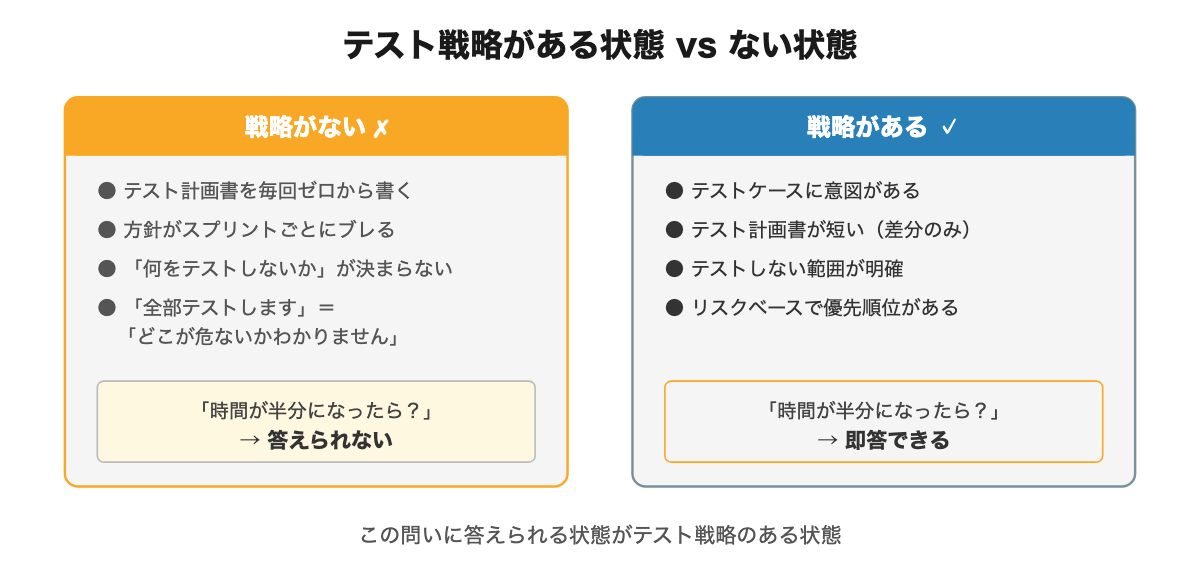 テスト戦略がある状態 vs ない状態
戦略がない ✗
● テスト計画書を毎回ゼロから書く
● 方針がスプリントごとにブレる
● 「何をテストしないか」が決まらない
● 「全部テストします」＝
「どこが危ないかわかりません」
「時間が半分になったら？」
→ 答えられない
戦略がある ✓
● テストケースに意図がある
● テスト計画書が短い（差分のみ）
● テストしない範囲が明確
● リスクベースで優先順位がある
「時間が半分になったら？」
→ 即答できる
この問いに答えられる状態がテスト戦略のある状態